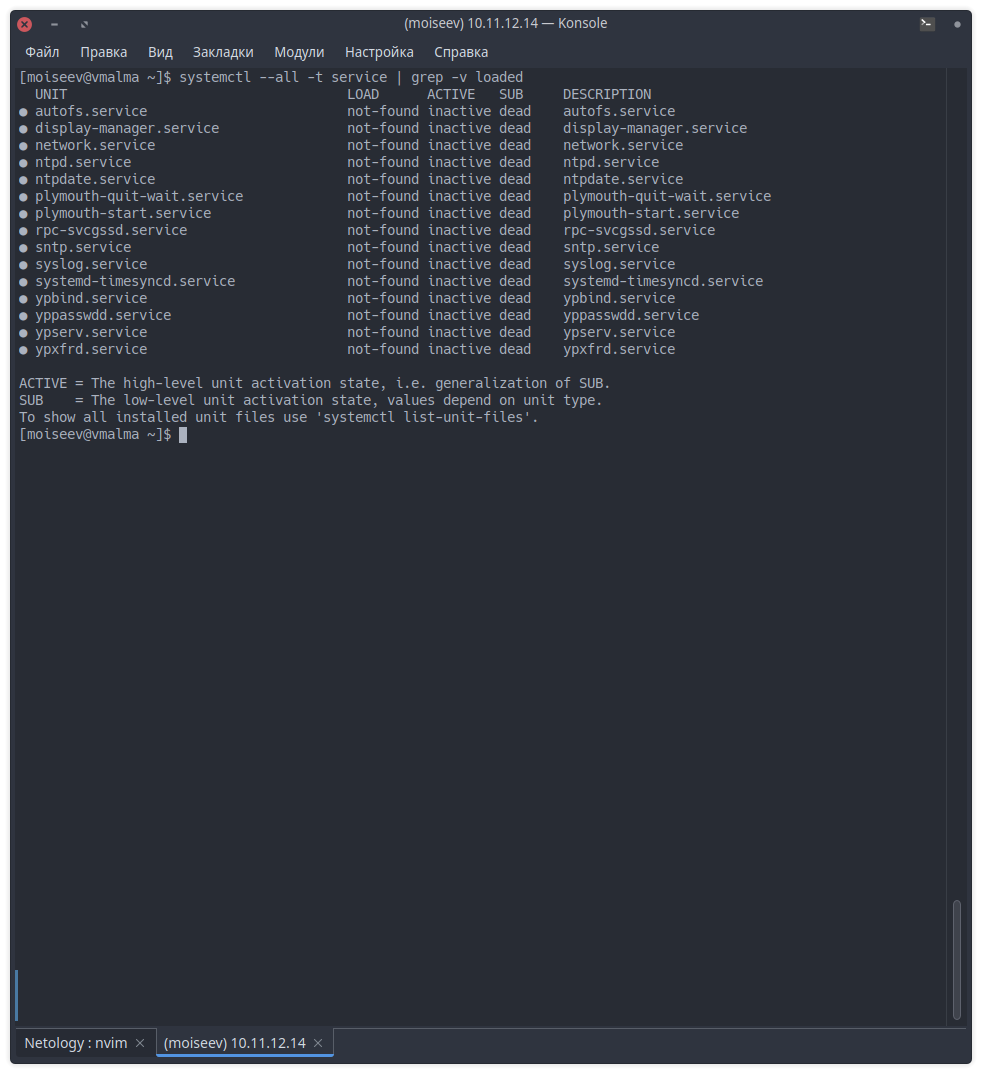 (moiseev) 10.11.12.14 — Konsole
Файл Правка Вид Закладки Модули Настройка Справка
[moiseev@vmalma ~]$ systemctl --all -t service | grep -v loaded
  UNIT                                   LOAD      ACTIVE   SUB     DESCRIPTION
● autofs.service                         not-found inactive dead    autofs.service
● display-manager.service                not-found inactive dead    display-manager.service
● network.service                        not-found inactive dead    network.service
● ntpd.service                           not-found inactive dead    ntpd.service
● ntpdate.service                        not-found inactive dead    ntpdate.service
● plymouth-quit-wait.service             not-found inactive dead    plymouth-quit-wait.service
● plymouth-start.service                 not-found inactive dead    plymouth-start.service
● rpc-svcgssd.service                    not-found inactive dead    rpc-svcgssd.service
● sntp.service                           not-found inactive dead    sntp.service
● syslog.service                         not-found inactive dead    syslog.service
● systemd-timesyncd.service              not-found inactive dead    systemd-timesyncd.service
● ypbind.service                         not-found inactive dead    ypbind.service
● yppasswdd.service                      not-found inactive dead    yppasswdd.service
● ypserv.service                         not-found inactive dead    ypserv.service
● ypxfrd.service                         not-found inactive dead    ypxfrd.service

ACTIVE = The high-level unit activation state, i.e. generalization of SUB.
SUB    = The low-level unit activation state, values depend on unit type.
To show all installed unit files use 'systemctl list-unit-files'.
[moiseev@vmalma ~]$
Netology : nvim (moiseev) 10.11.12.14